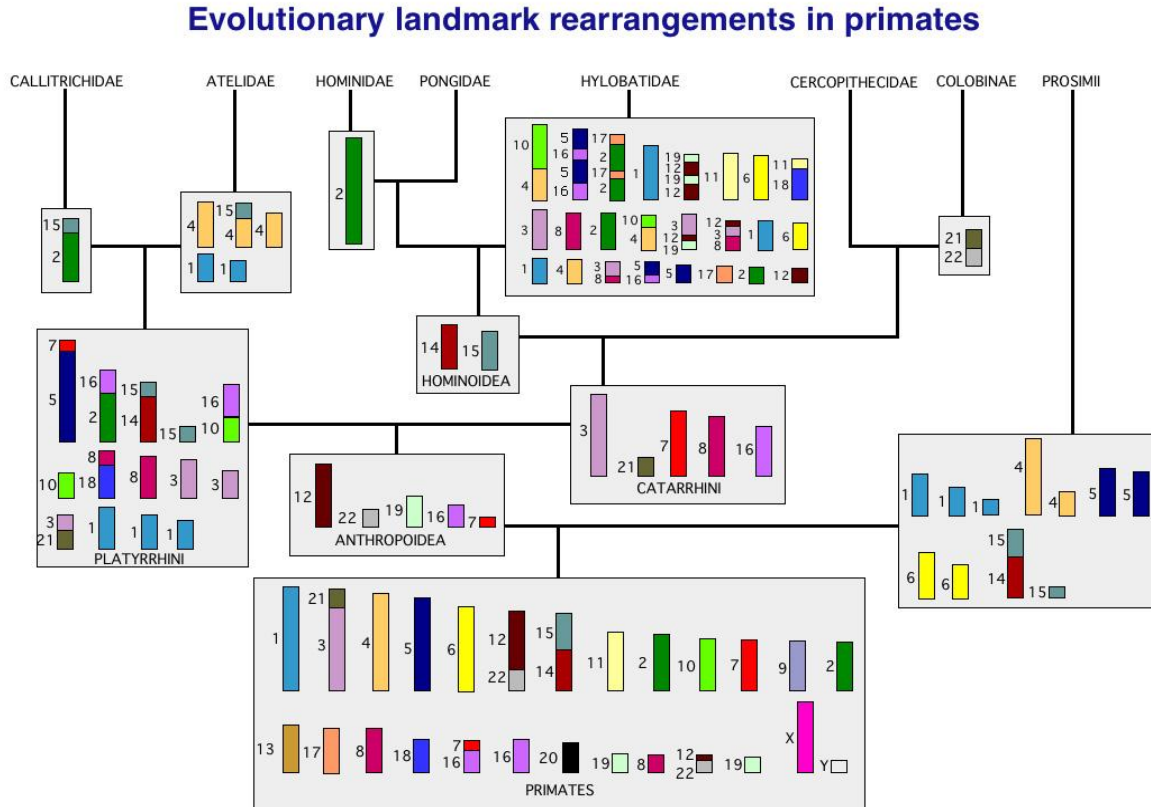 Evolutionary landmark rearrangements in primates
CALLITRICHIDAE ATELIDAE HOMINIDAE PONGIDAE HYLOBATIDAE CERCOPITHECIDAE COLOBINAE PROSIMII
15
2
4 15 4 4
1 1
2
10 4 5 16 5 16 17 2 17 2 1 19 12 19 12 11 6 11 18
3 8 2 10 4 3 12 19 12 3 8 1 6
1 4 3 8 5 16 5 17 2 12
21
22
14 15
HOMINOIDEA
7 5 16 2 15 14 15 16 10
10 8 18 8 3 3
3 21 1 1 1
PLATYRRHINI
3 21 7 8 16
CATARRHINI
12 22 19 16 7
ANTHROPOIDEA
1 1 1 4 4 5 5
6 6 15 14 15
1 21 3 4 5 6 12 22 15 14 11 2 10 7 9 2
13 17 8 18 7 16 16 20 19 8 12 22 19 X Y
PRIMATES